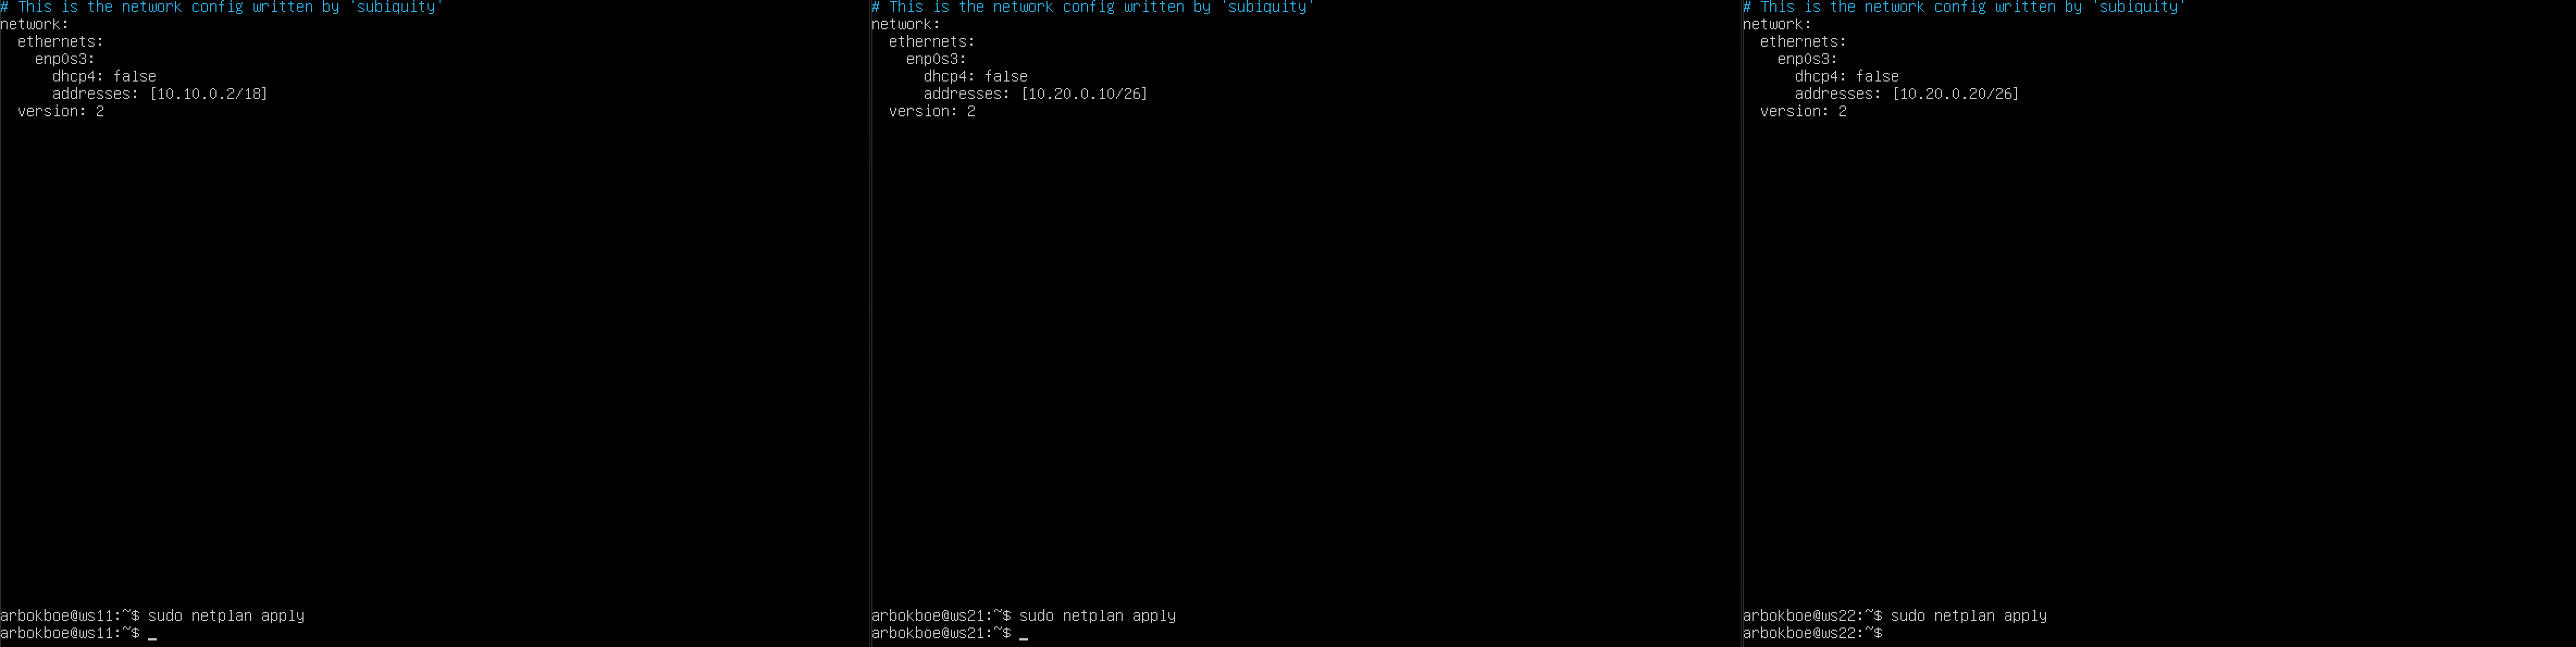 # This is the network config written by 'subiquity'
network:
  ethernets:
    enp0s3:
      dhcp4: false
      addresses: [10.10.0.2/18]
  version: 2
arbokboe@ws11:~$ sudo netplan apply
arbokboe@ws11:~$ _
# This is the network config written by 'subiquity'
network:
  ethernets:
    enp0s3:
      dhcp4: false
      addresses: [10.20.0.10/26]
  version: 2
arbokboe@ws21:~$ sudo netplan apply
arbokboe@ws21:~$ _
# This is the network config written by 'subiquity'
network:
  ethernets:
    enp0s3:
      dhcp4: false
      addresses: [10.20.0.20/26]
  version: 2
arbokboe@ws22:~$ sudo netplan apply
arbokboe@ws22:~$